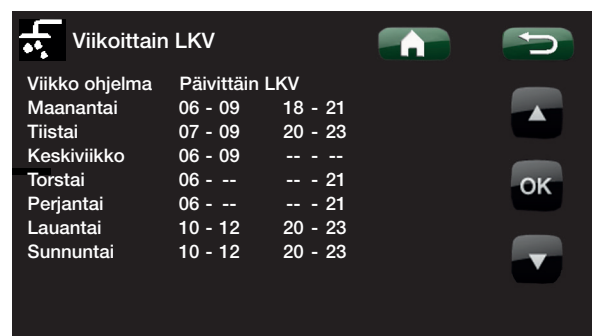 Viikoittain LKV
Viikko ohjelma Päivittäin LKV
Maanantai 06 - 09 18 - 21
Tiistai 07 - 09 20 - 23
Keskiviikko 06 - 09 -- - --
Torstai 06 - -- -- - 21
Perjantai 06 - -- -- - 21
Lauantai 10 - 12 20 - 23
Sunnuntai 10 - 12 20 - 23
OK